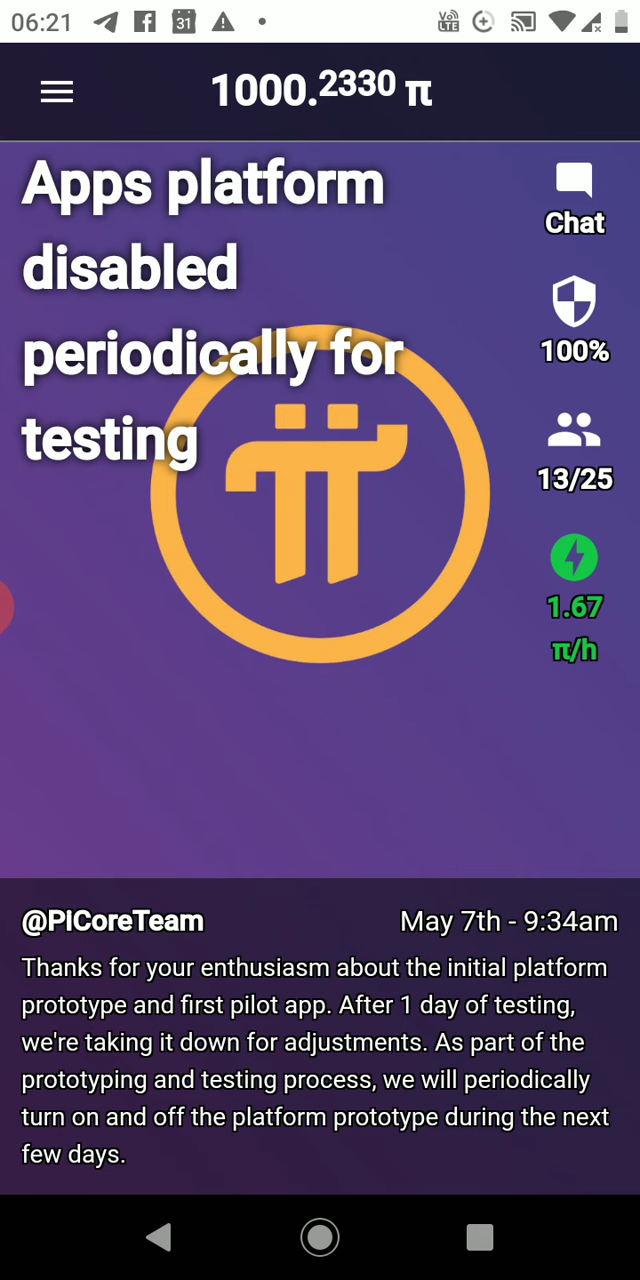 06:21
31
Vo LTE
1000.2330 π
Apps platform
disabled
periodically for
testing
Chat
100%
13/25
1.67
π/h
@PiCoreTeam
May 7th - 9:34am
Thanks for your enthusiasm about the initial platform
prototype and first pilot app. After 1 day of testing,
we're taking it down for adjustments. As part of the
prototyping and testing process, we will periodically
turn on and off the platform prototype during the next
few days.